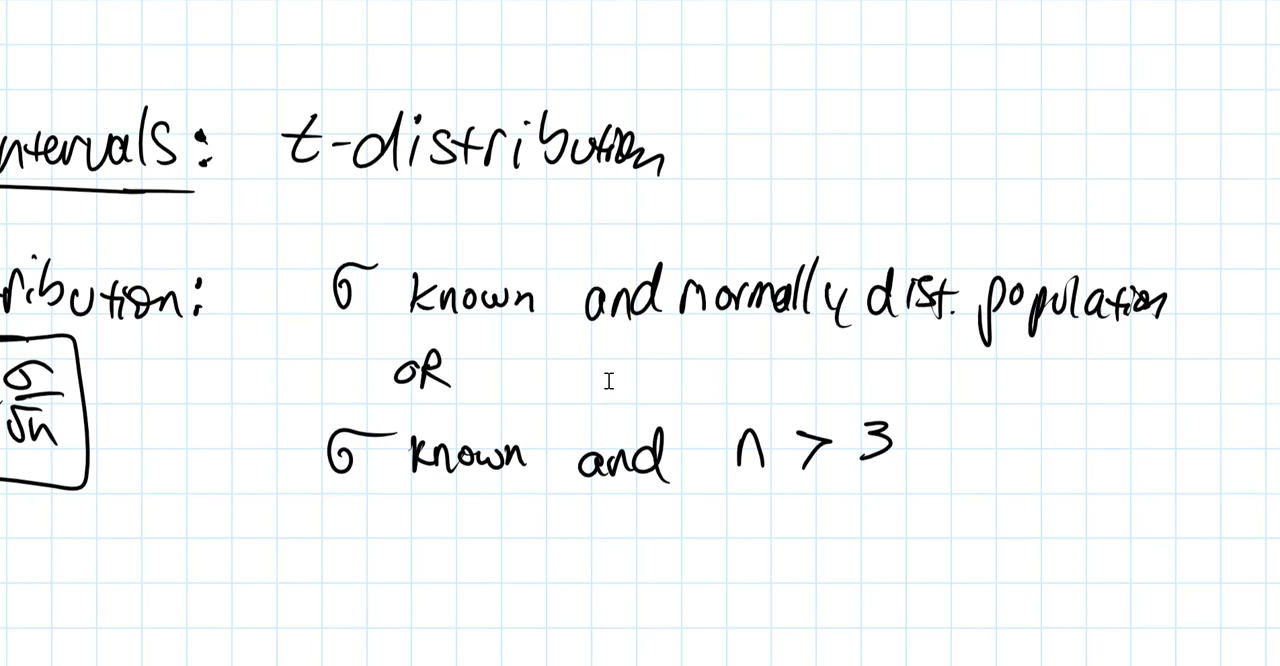 ntervals: t-distribution
ribution: σ known and normally dist. population
OR
σ/√n
σ known and n > 3